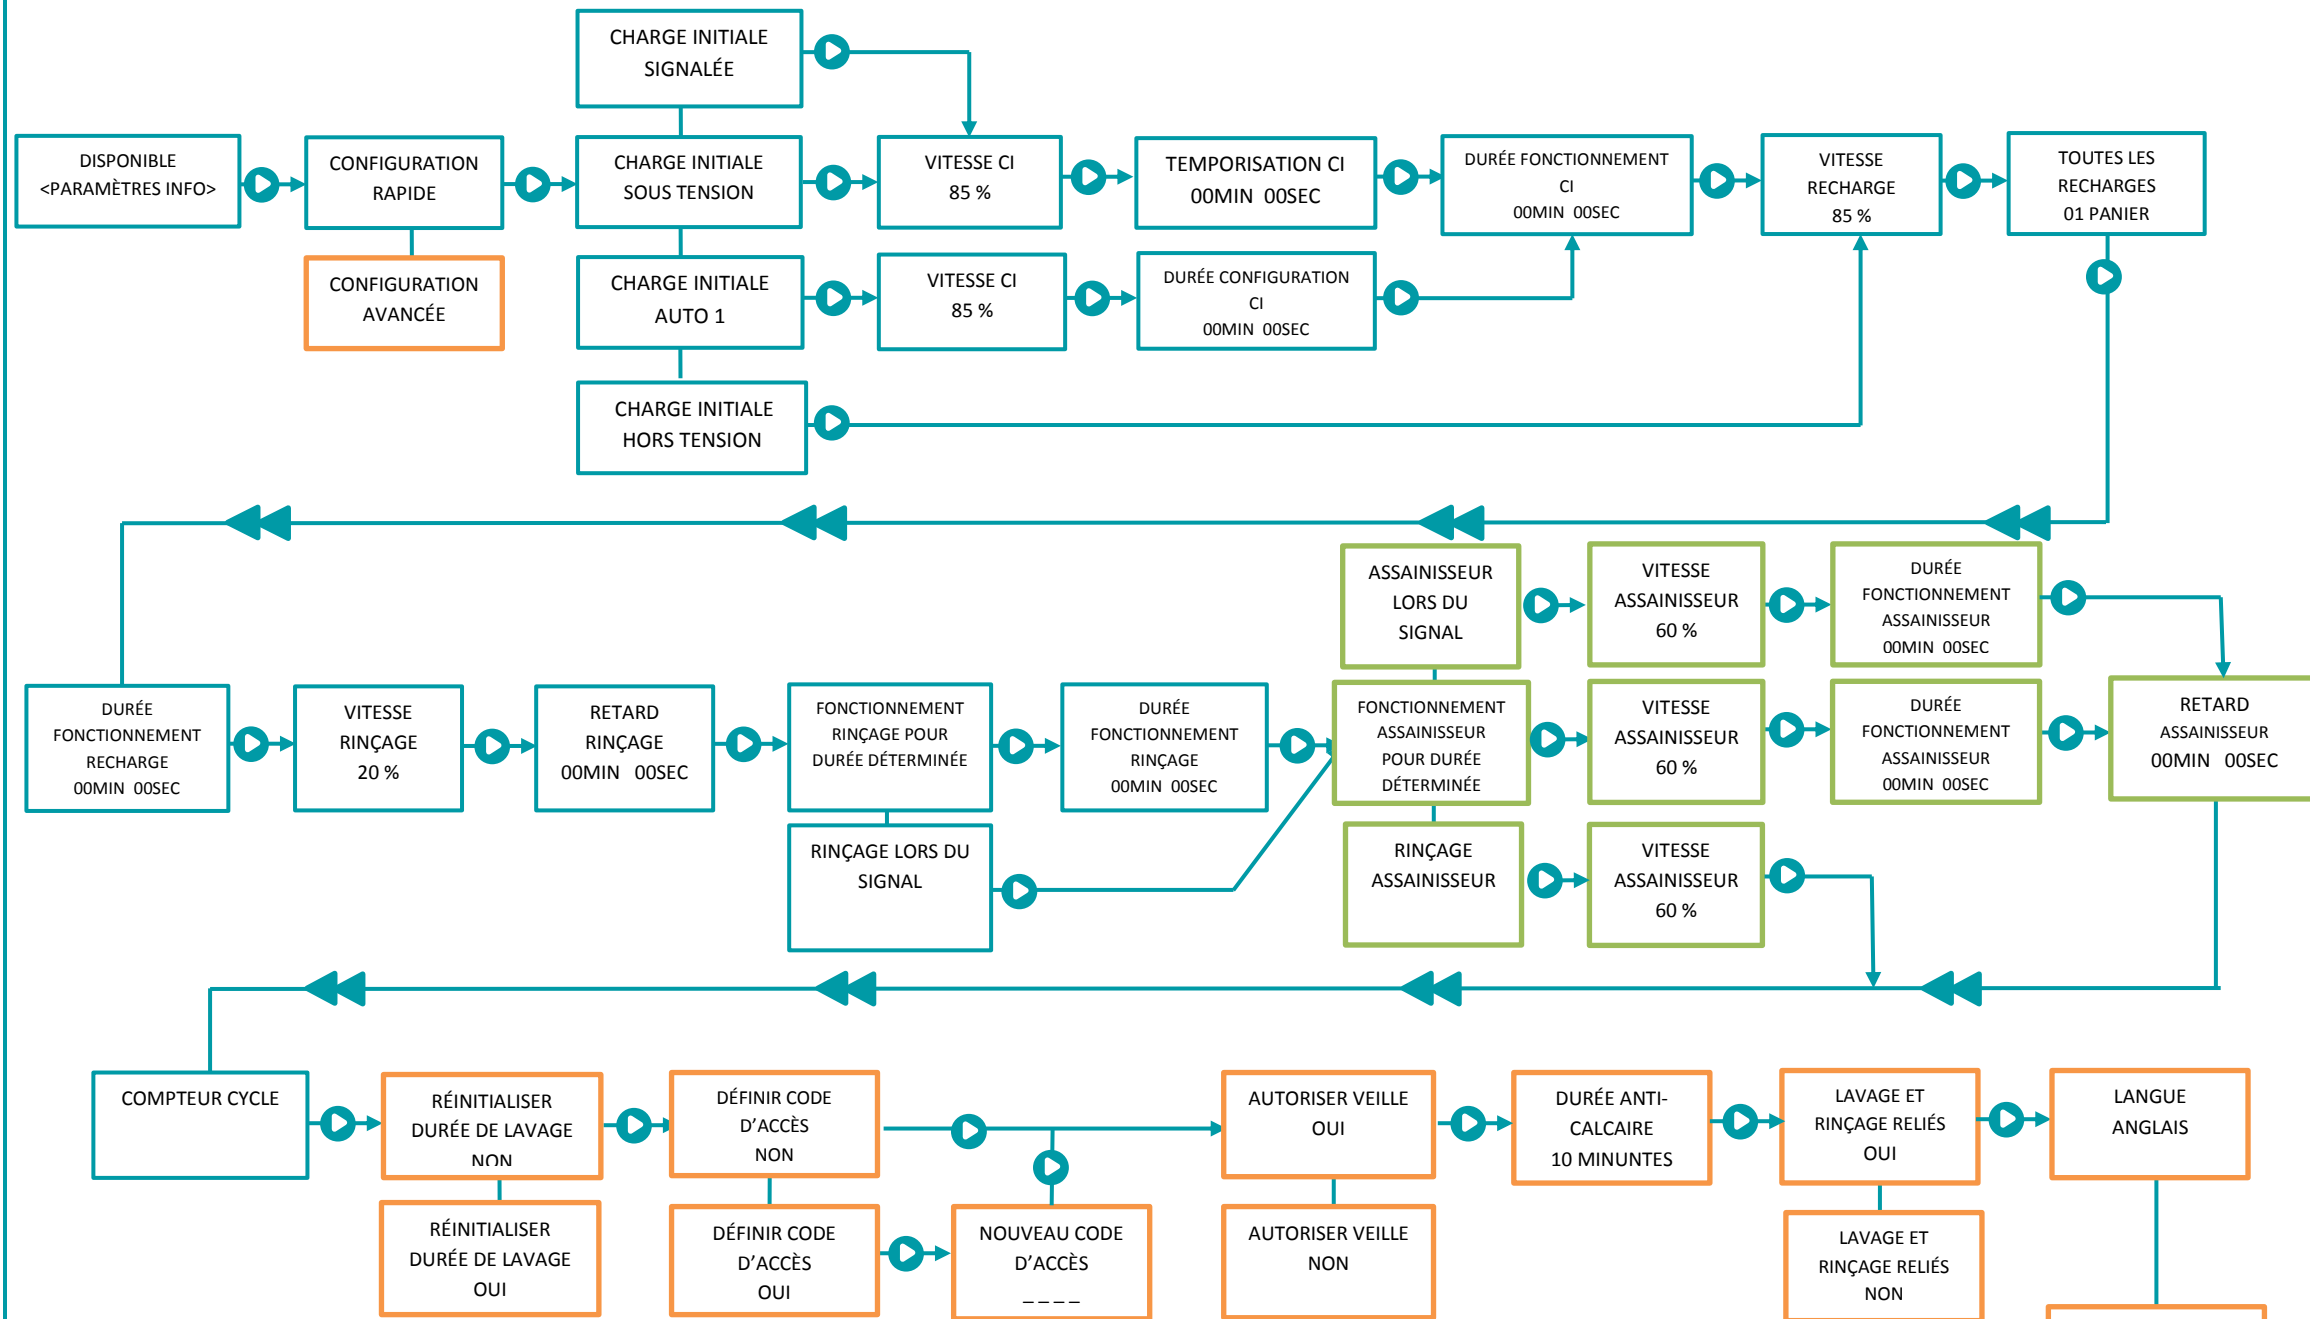 CHARGE INITIALE
SIGNALÉE
DISPONIBLE
<PARAMÈTRES INFO>
CONFIGURATION
RAPIDE
CHARGE INITIALE
SOUS TENSION
VITESSE CI
85 %
TEMPORISATION CI
00MIN 00SEC
DURÉE FONCTIONNEMENT
CI
00MIN 00SEC
VITESSE
RECHARGE
85 %
TOUTES LES
RECHARGES
01 PANIER
CONFIGURATION
AVANCÉE
CHARGE INITIALE
AUTO 1
VITESSE CI
85 %
DURÉE CONFIGURATION
CI
00MIN 00SEC
CHARGE INITIALE
HORS TENSION
ASSAINISSEUR
LORS DU
SIGNAL
VITESSE
ASSAINISSEUR
60 %
DURÉE
FONCTIONNEMENT
ASSAINISSEUR
00MIN 00SEC
DURÉE
FONCTIONNEMENT
RECHARGE
00MIN 00SEC
VITESSE
RINÇAGE
20 %
RETARD
RINÇAGE
00MIN 00SEC
FONCTIONNEMENT
RINÇAGE POUR
DURÉE DÉTERMINÉE
DURÉE
FONCTIONNEMENT
RINÇAGE
00MIN 00SEC
FONCTIONNEMENT
ASSAINISSEUR
POUR DURÉE
DÉTERMINÉE
VITESSE
ASSAINISSEUR
60 %
DURÉE
FONCTIONNEMENT
ASSAINISSEUR
00MIN 00SEC
RETARD
ASSAINISSEUR
00MIN 00SEC
RINÇAGE LORS DU
SIGNAL
RINÇAGE
ASSAINISSEUR
VITESSE
ASSAINISSEUR
60 %
COMPTEUR CYCLE
RÉINITIALISER
DURÉE DE LAVAGE
NON
DÉFINIR CODE
D'ACCÈS
NON
AUTORISER VEILLE
OUI
DURÉE ANTI-
CALCAIRE
10 MINUNTES
LAVAGE ET
RINÇAGE RELIÉS
OUI
LANGUE
ANGLAIS
RÉINITIALISER
DURÉE DE LAVAGE
OUI
DÉFINIR CODE
D'ACCÈS
OUI
NOUVEAU CODE
D'ACCÈS
_ _ _ _
AUTORISER VEILLE
NON
LAVAGE ET
RINÇAGE RELIÉS
NON